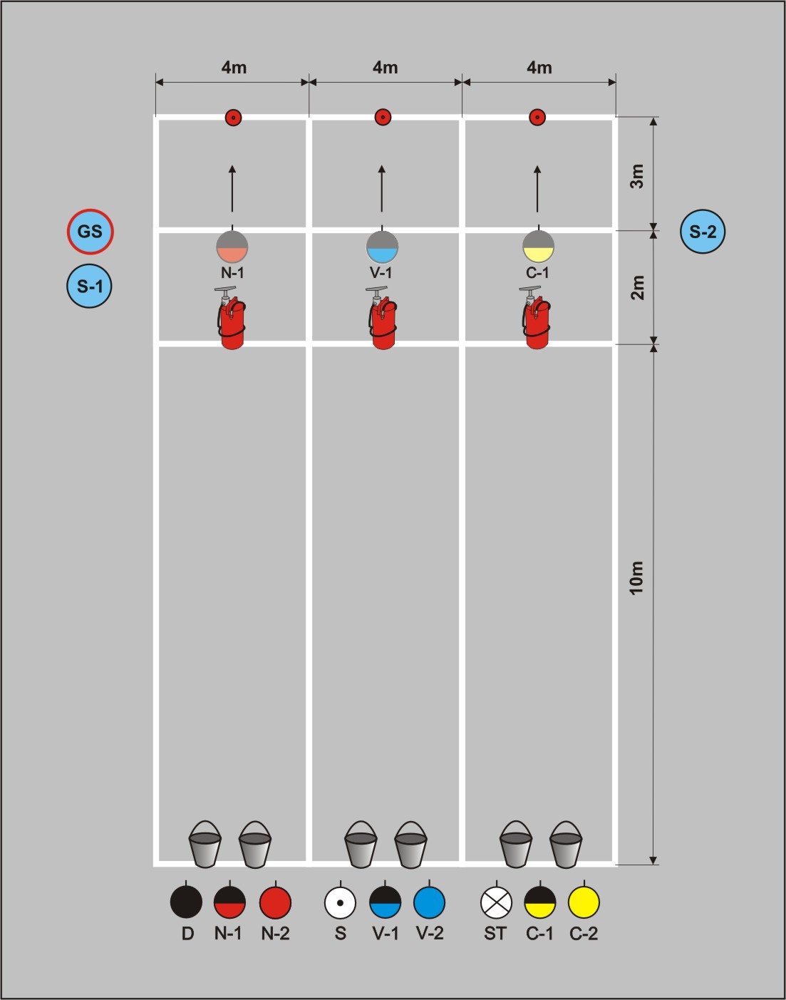 4m 4m 4m
3m
GS S-2
N-1 V-1 C-1
S-1
2m
10m
D N-1 N-2 S V-1 V-2 ST C-1 C-2